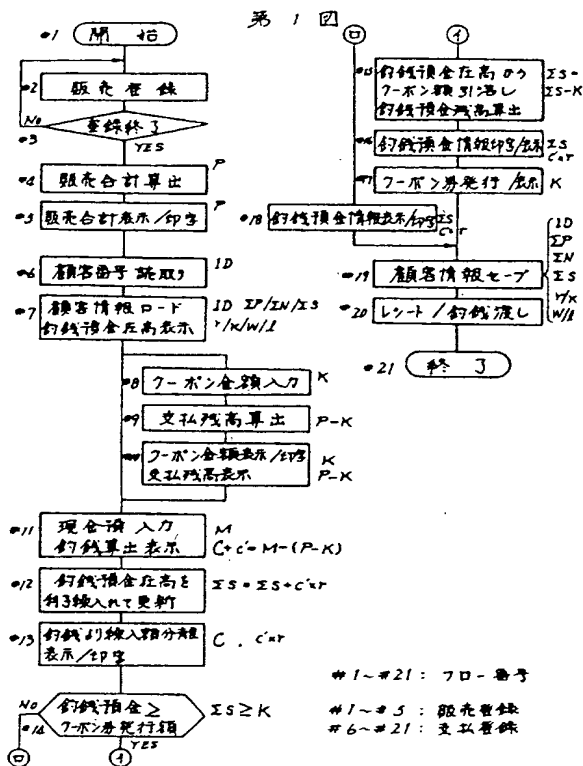 第1図
#1 開始
#2 販売登録
#3 登録終了
NO
YES
#4 販売合計算出 P
#5 販売合計表示/印字 P
#6 顧客番号読取り ID
#7 顧客情報ロード
釣銭預金在高表示
ID ΣP/ΣN/ΣS
r/K/W/l
#8 クーポン金額入力 K
#9 支払残高算出 P-K
クーポン金額表示/印字 K
支払残高表示 P-K
#11 現金預入力 M
釣銭算出表示 C+c'=M-(P-K)
#12 釣銭預金在高を
利子繰入れて更新
ΣS=ΣS+c'×r
#13 釣銭より繰入額分離
表示/印字
C . c'×r
#14 釣銭預金≥
クーポン券発行額
ΣS≥K
NO
YES
ロ
イ
ロ
イ
釣銭預金在高から
クーポン額引落し
釣銭預金残高算出
ΣS=
ΣS-K
釣銭預金情報印字/表示 ΣS
c'×r
クーポン券発行/表示 K
#18 釣銭預金情報表示/印字 ΣS
#19 顧客情報セーブ
ID
ΣP
ΣN
ΣS
r/K
W/l
#20 レシート/釣銭渡し
#21 終了
#1~#21: フロー番号
#1~#5: 販売登録
#6~#21: 支払登録